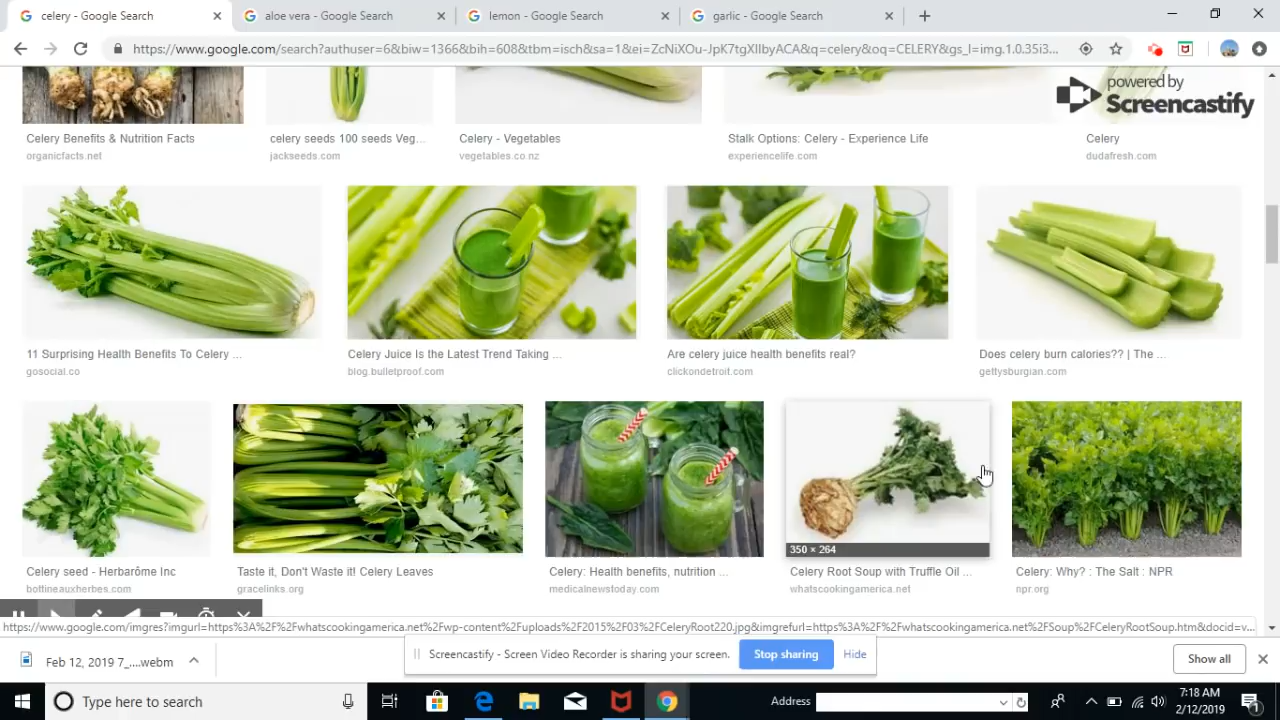 celery - Google Search
aloe vera - Google Search
lemon - Google Search
garlic - Google Search
https://www.google.com/search?authuser=6&biw=1366&bih=608&tbm=isch&sa=1&ei=ZcNiXOu-JpK7tgXIIbyACA&q=celery&oq=CELERY&gs_l=img.1.0.35i3...
powered by
Screencastify
Celery Benefits & Nutrition Facts
organicfacts.net
celery seeds 100 seeds Veg...
jackseeds.com
Celery - Vegetables
vegetables.co.nz
Stalk Options: Celery - Experience Life
experiencelife.com
Celery
dudafresh.com
11 Surprising Health Benefits To Celery ...
gosocial.co
Celery Juice Is the Latest Trend Taking ...
blog.bulletproof.com
Are celery juice health benefits real?
clickondetroit.com
Does celery burn calories?? | The ...
gettysburgian.com
350 × 264
Celery seed - Herbarôme Inc
bottineauxherbes.com
Taste it, Don't Waste it! Celery Leaves
gracelinks.org
Celery: Health benefits, nutrition ...
medicalnewstoday.com
Celery Root Soup with Truffle Oil ...
whatscookingamerica.net
Celery: Why? : The Salt : NPR
npr.org
https://www.google.com/imgres?imgurl=https%3A%2F%2Fwhatscookingamerica.net%2Fwp-content%2Fuploads%2F2015%2F03%2FCeleryRoot220.jpg&imgrefurl=https%3A%2F%2Fwhatscookingamerica.net%2FSoup%2FCeleryRootSoup.htm&docid=v...
Feb 12, 2019 7_....webm
Screencastify - Screen Video Recorder is sharing your screen.
Stop sharing
Hide
Show all
Type here to search
Address
7:18 AM
2/12/2019
1